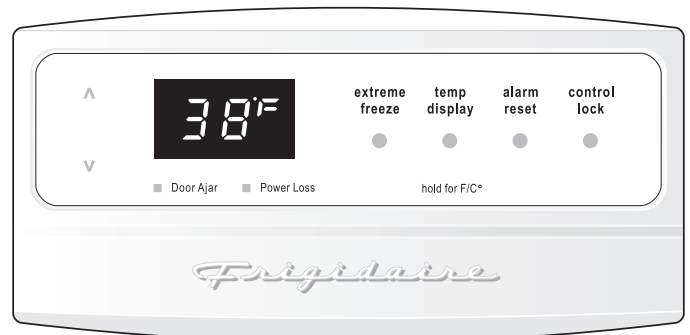 extreme freeze
temp display
alarm reset
control lock
38°F
Door Ajar
Power Loss
hold for F/C°
Frigidaire